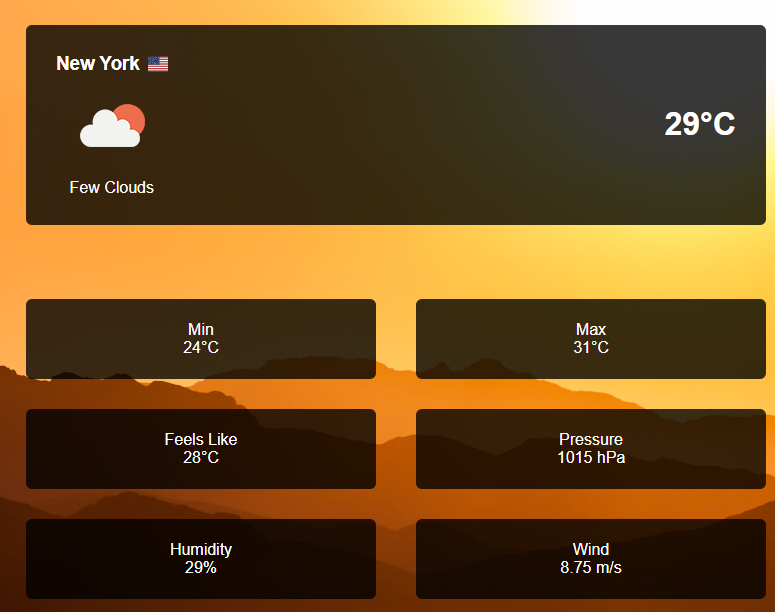 New York
29°C
Few Clouds
Min
24°C
Max
31°C
Feels Like
28°C
Pressure
1015 hPa
Humidity
29%
Wind
8.75 m/s